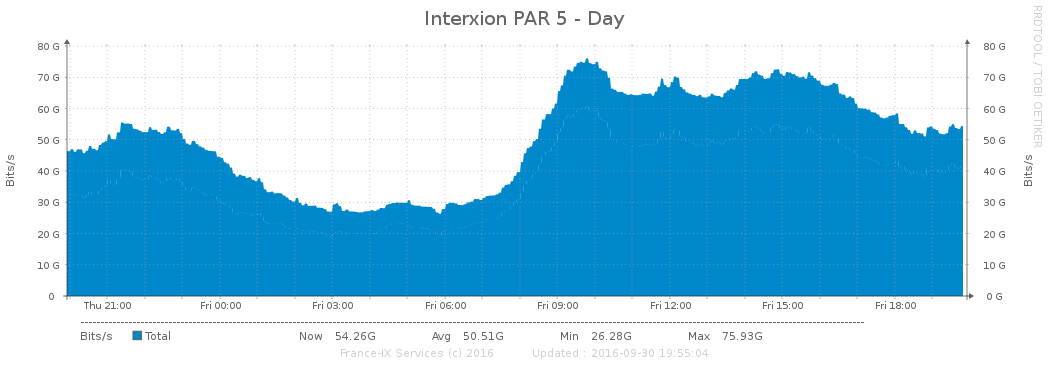 Interxion PAR 5 - Day
RRDTOOL / TOBI OETIKER
Bits/s
80 G 80 G
70 G 70 G
60 G 60 G
50 G 50 G
40 G 40 G
30 G 30 G
20 G 20 G
10 G 10 G
0 0 G
Bits/s
Thu 21:00 Fri 00:00 Fri 03:00 Fri 06:00 Fri 09:00 Fri 12:00 Fri 15:00 Fri 18:00
Bits/s Total Now 54.26G Avg 50.51G Min 26.28G Max 75.93G
France-IX Services (c) 2016 Updated : 2016-09-30 19:55:04